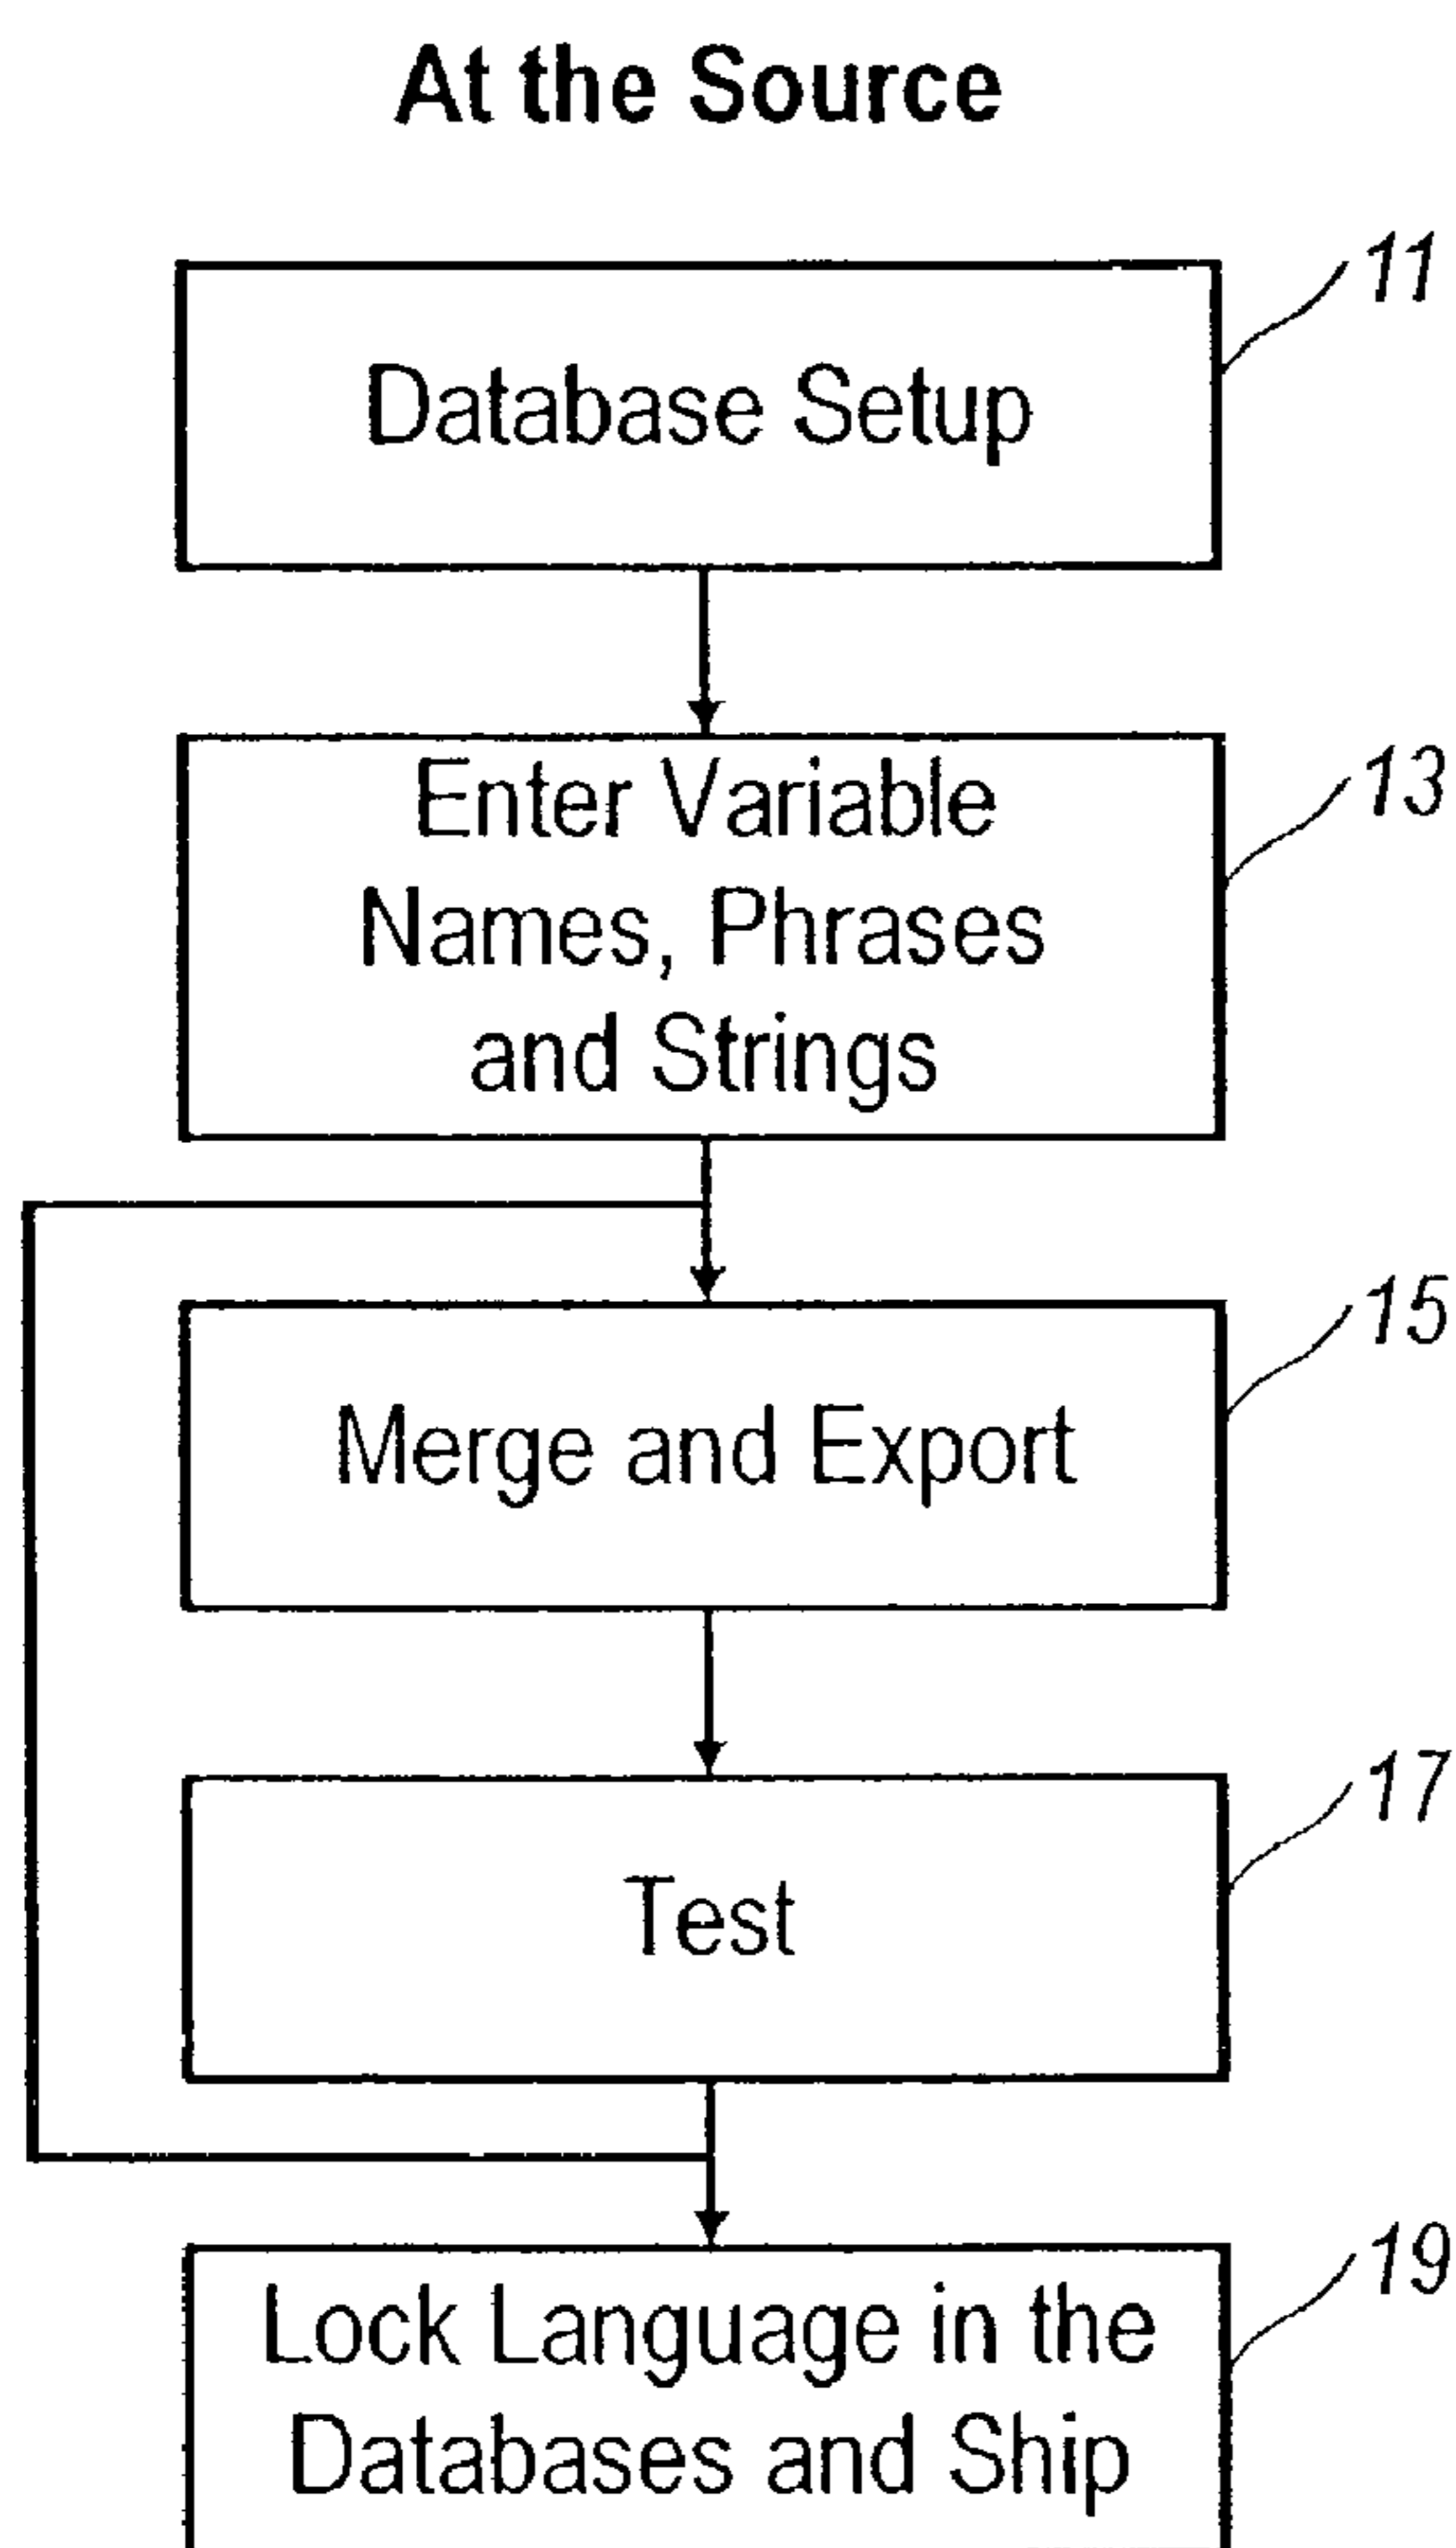 At the Source
11
Database Setup
13
Enter Variable
Names, Phrases
and Strings
15
Merge and Export
17
Test
19
Lock Language in the
Databases and Ship